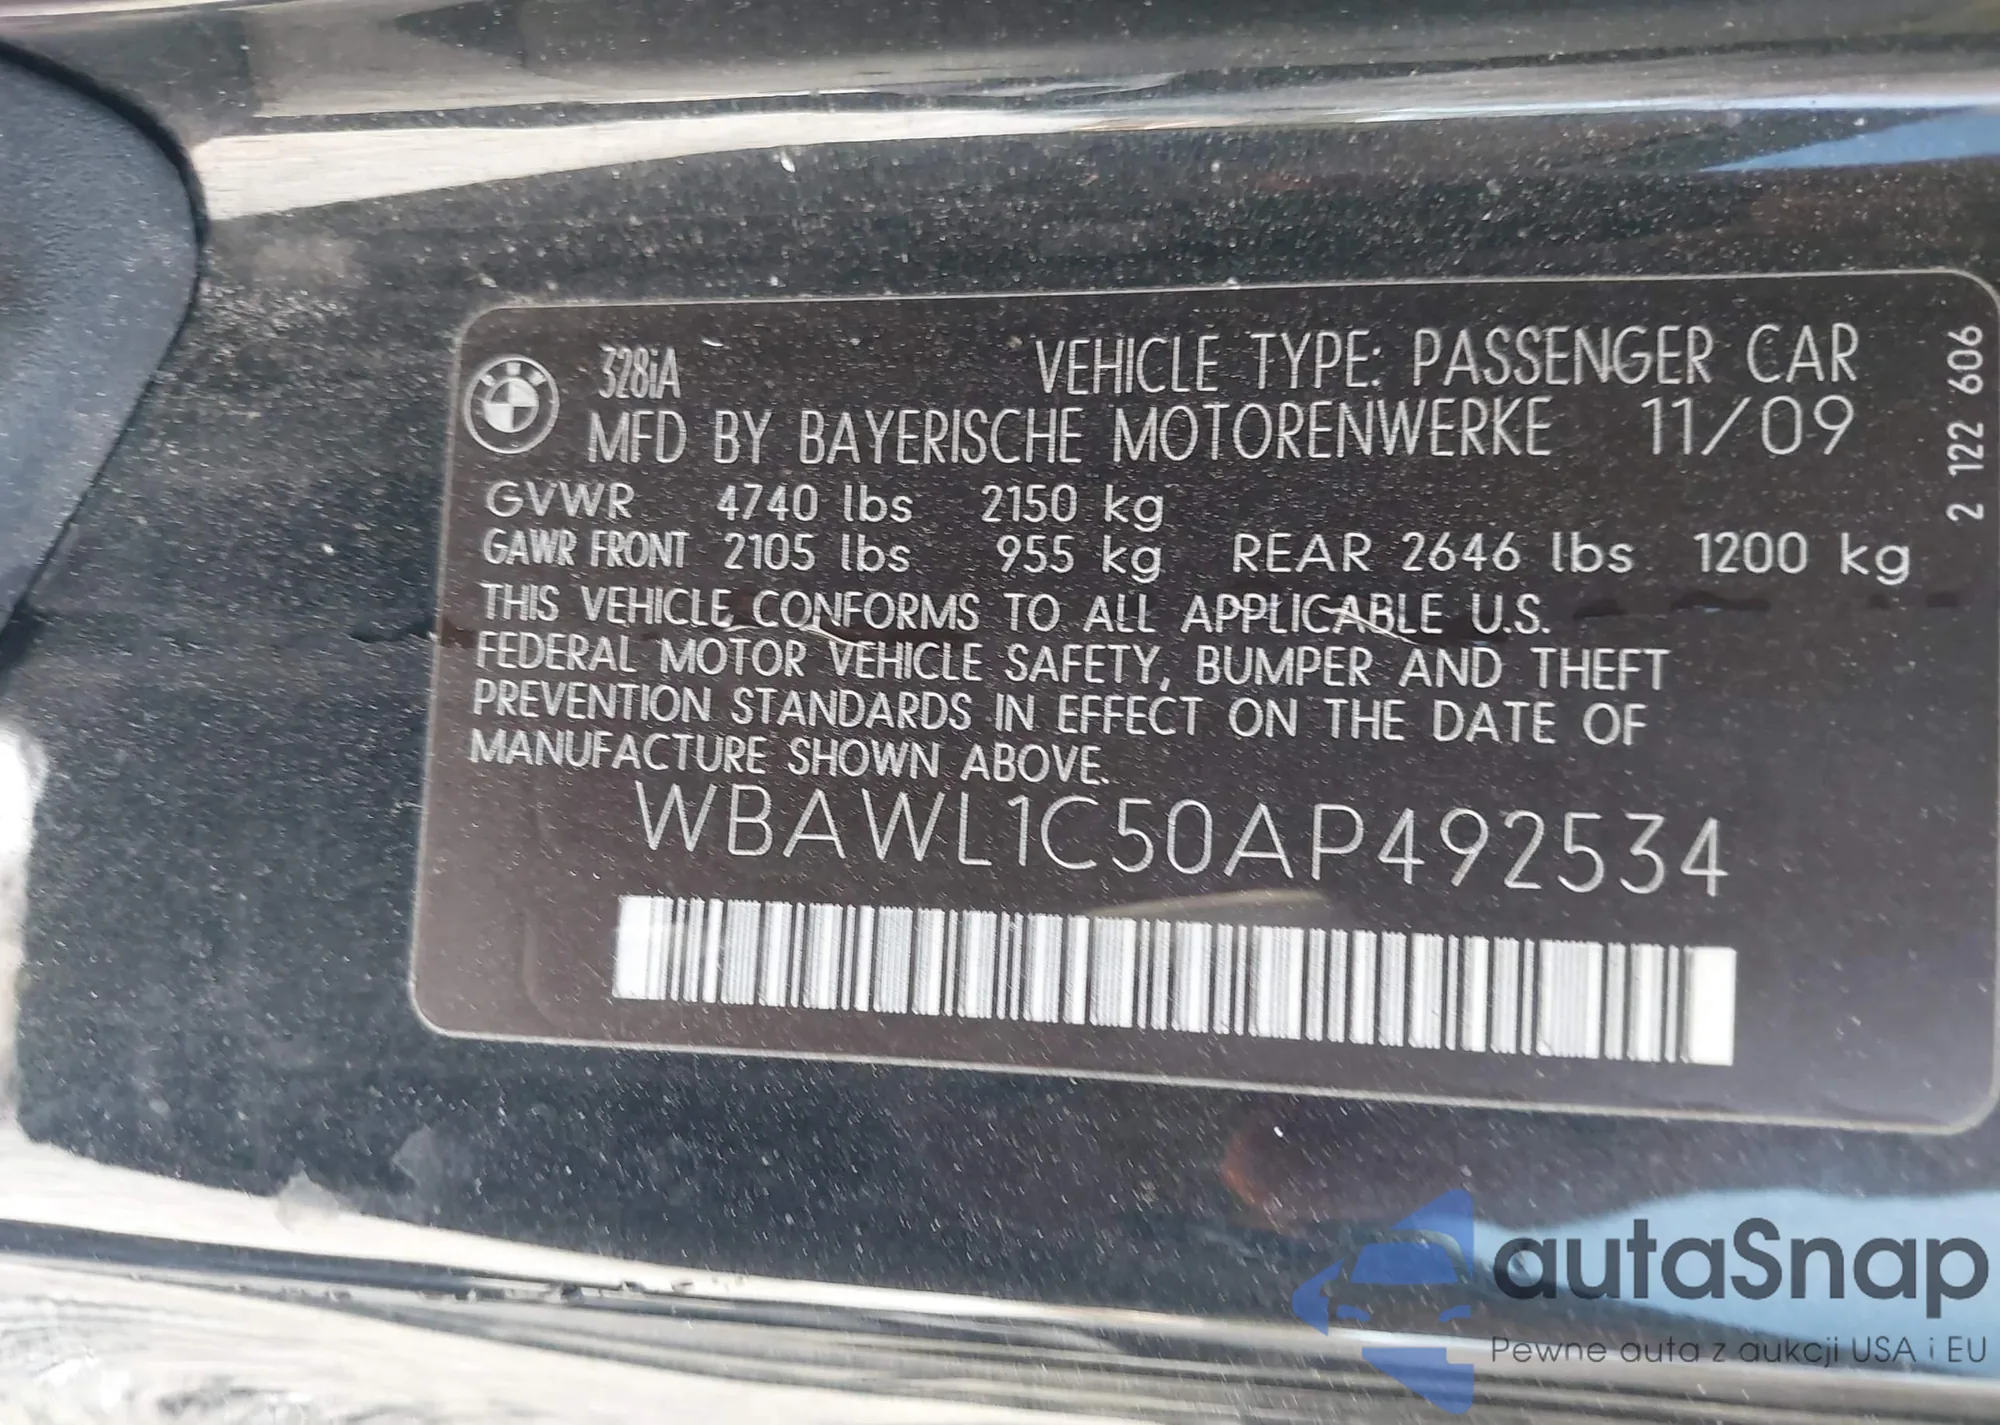 328iA VEHICLE TYPE: PASSENGER CAR
MFD BY BAYERISCHE MOTORENWERKE 11/09
GVWR 4740 lbs 2150 kg
GAWR FRONT 2105 lbs 955 kg REAR 2646 lbs 1200 kg
THIS VEHICLE CONFORMS TO ALL APPLICABLE U.S.
FEDERAL MOTOR VEHICLE SAFETY, BUMPER AND THEFT
PREVENTION STANDARDS IN EFFECT ON THE DATE OF
MANUFACTURE SHOWN ABOVE.
WBAWL1C50AP492534
2 122 606
autaSnap
Pewne auta z aukcji USA i EU